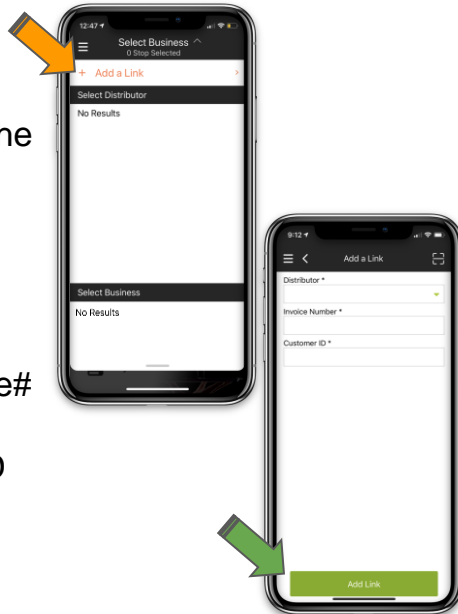 12:47
Select Business
0 Stop Selected
+ Add a Link
Select Distributor
No Results
Select Business
No Results
9:12
Add a Link
Distributor *
Invoice Number *
Customer ID *
Add Link